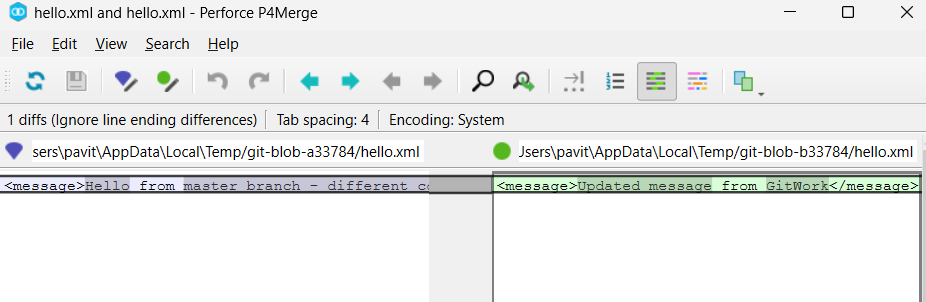 hello.xml and hello.xml - Perforce P4Merge
File Edit View Search Help
1 diffs (Ignore line ending differences) Tab spacing: 4 Encoding: System
sers\pavit\AppData\Local\Temp/git-blob-a33784/hello.xml
Jsers\pavit\AppData\Local\Temp/git-blob-b33784/hello.xml
<message>Hello from master branch - different co
<message>Updated message from GitWork</message>